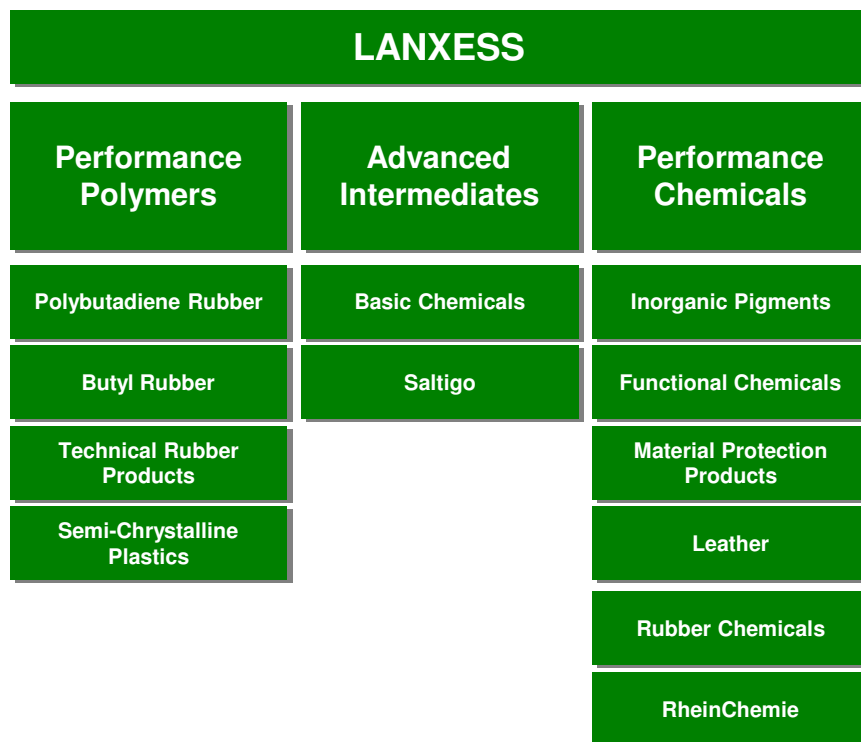 LANXESS
Performance
Polymers
Advanced
Intermediates
Performance
Chemicals
Polybutadiene Rubber
Basic Chemicals
Inorganic Pigments
Butyl Rubber
Saltigo
Functional Chemicals
Technical Rubber
Products
Material Protection
Products
Semi-Chrystalline
Plastics
Leather
Rubber Chemicals
RheinChemie